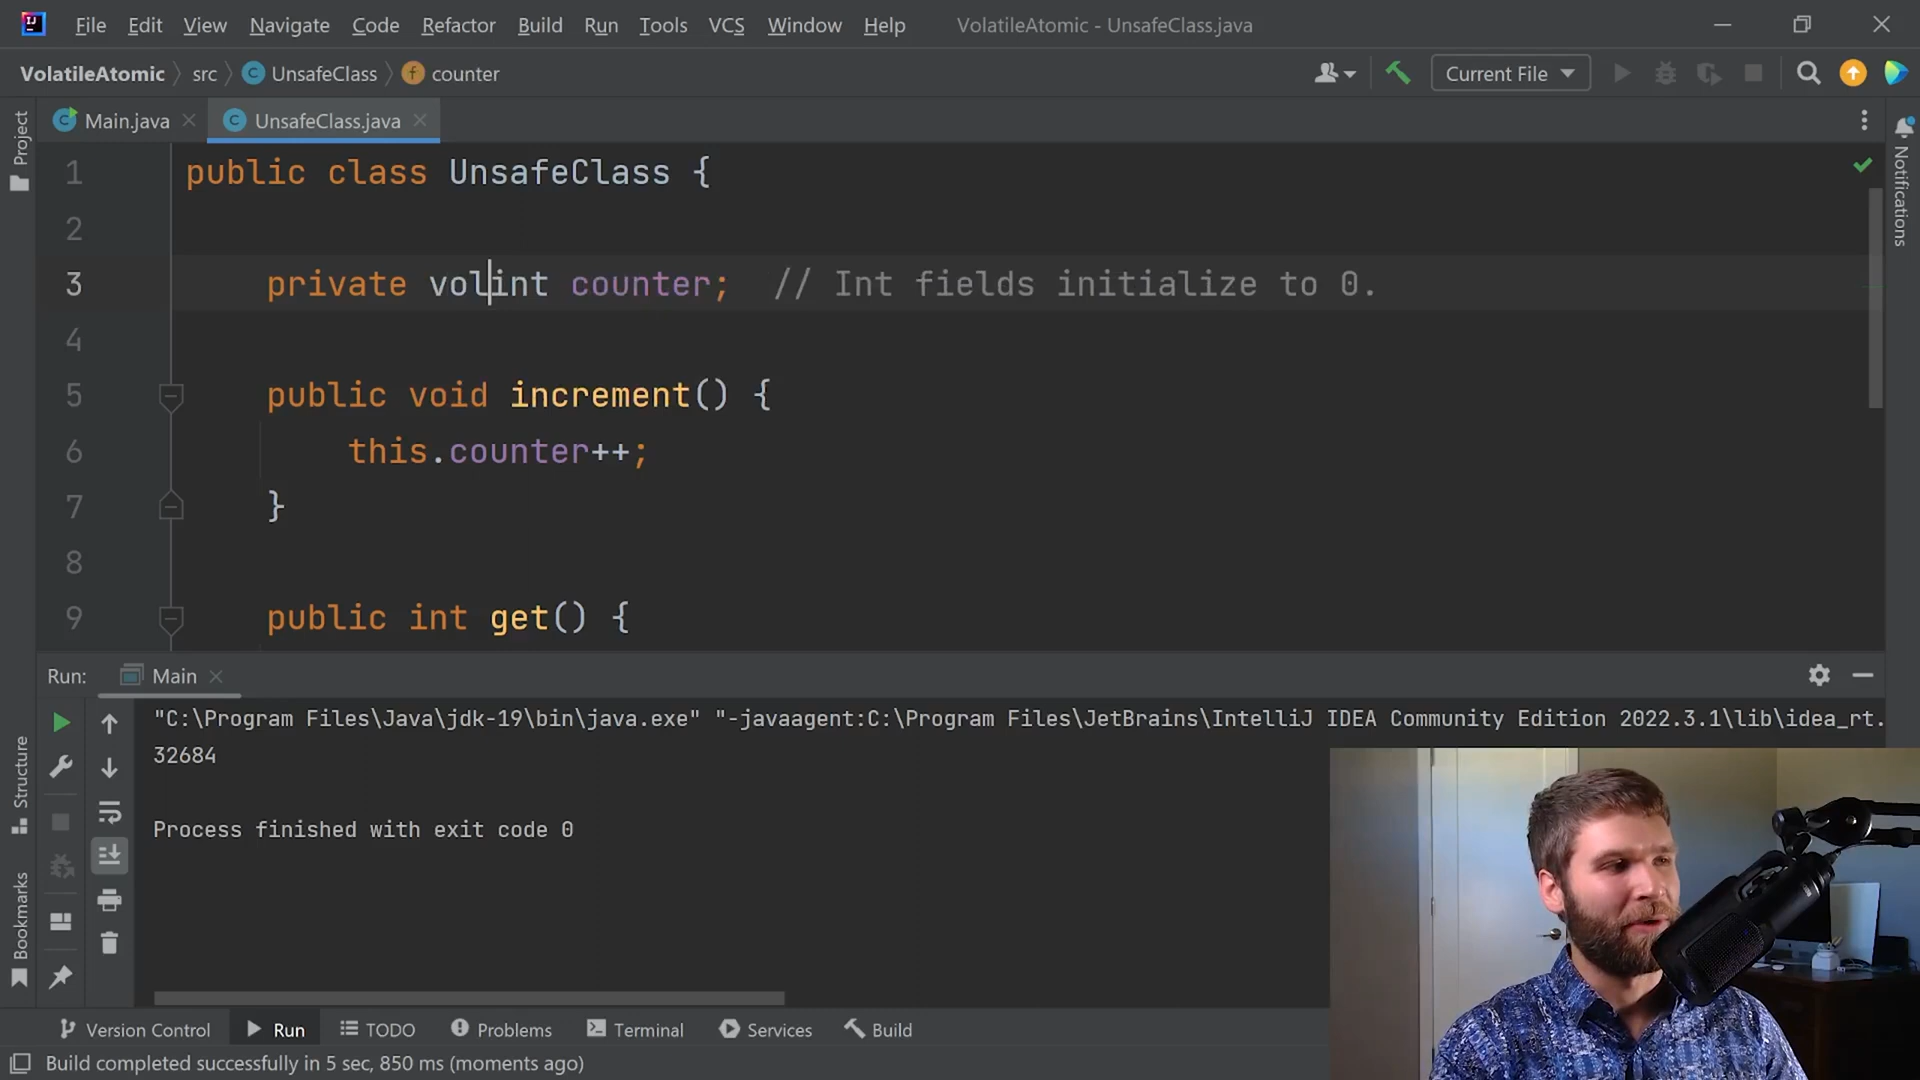 File Edit View Navigate Code Refactor Build Run Tools VCS Window Help VolatileAtomic - UnsafeClass.java
VolatileAtomic src UnsafeClass counter Current File
Main.java UnsafeClass.java
Project
Notifications
1 public class UnsafeClass {
2
3 private volint counter; // Int fields initialize to 0.
4
5 public void increment() {
6 this.counter++;
7 }
8
9 public int get() {
Run: Main
"C:\Program Files\Java\jdk-19\bin\java.exe" "-javaagent:C:\Program Files\JetBrains\IntelliJ IDEA Community Edition 2022.3.1\lib\idea_rt.
32684
Process finished with exit code 0
Structure
Bookmarks
Version Control Run TODO Problems Terminal Services Build
Build completed successfully in 5 sec, 850 ms (moments ago)